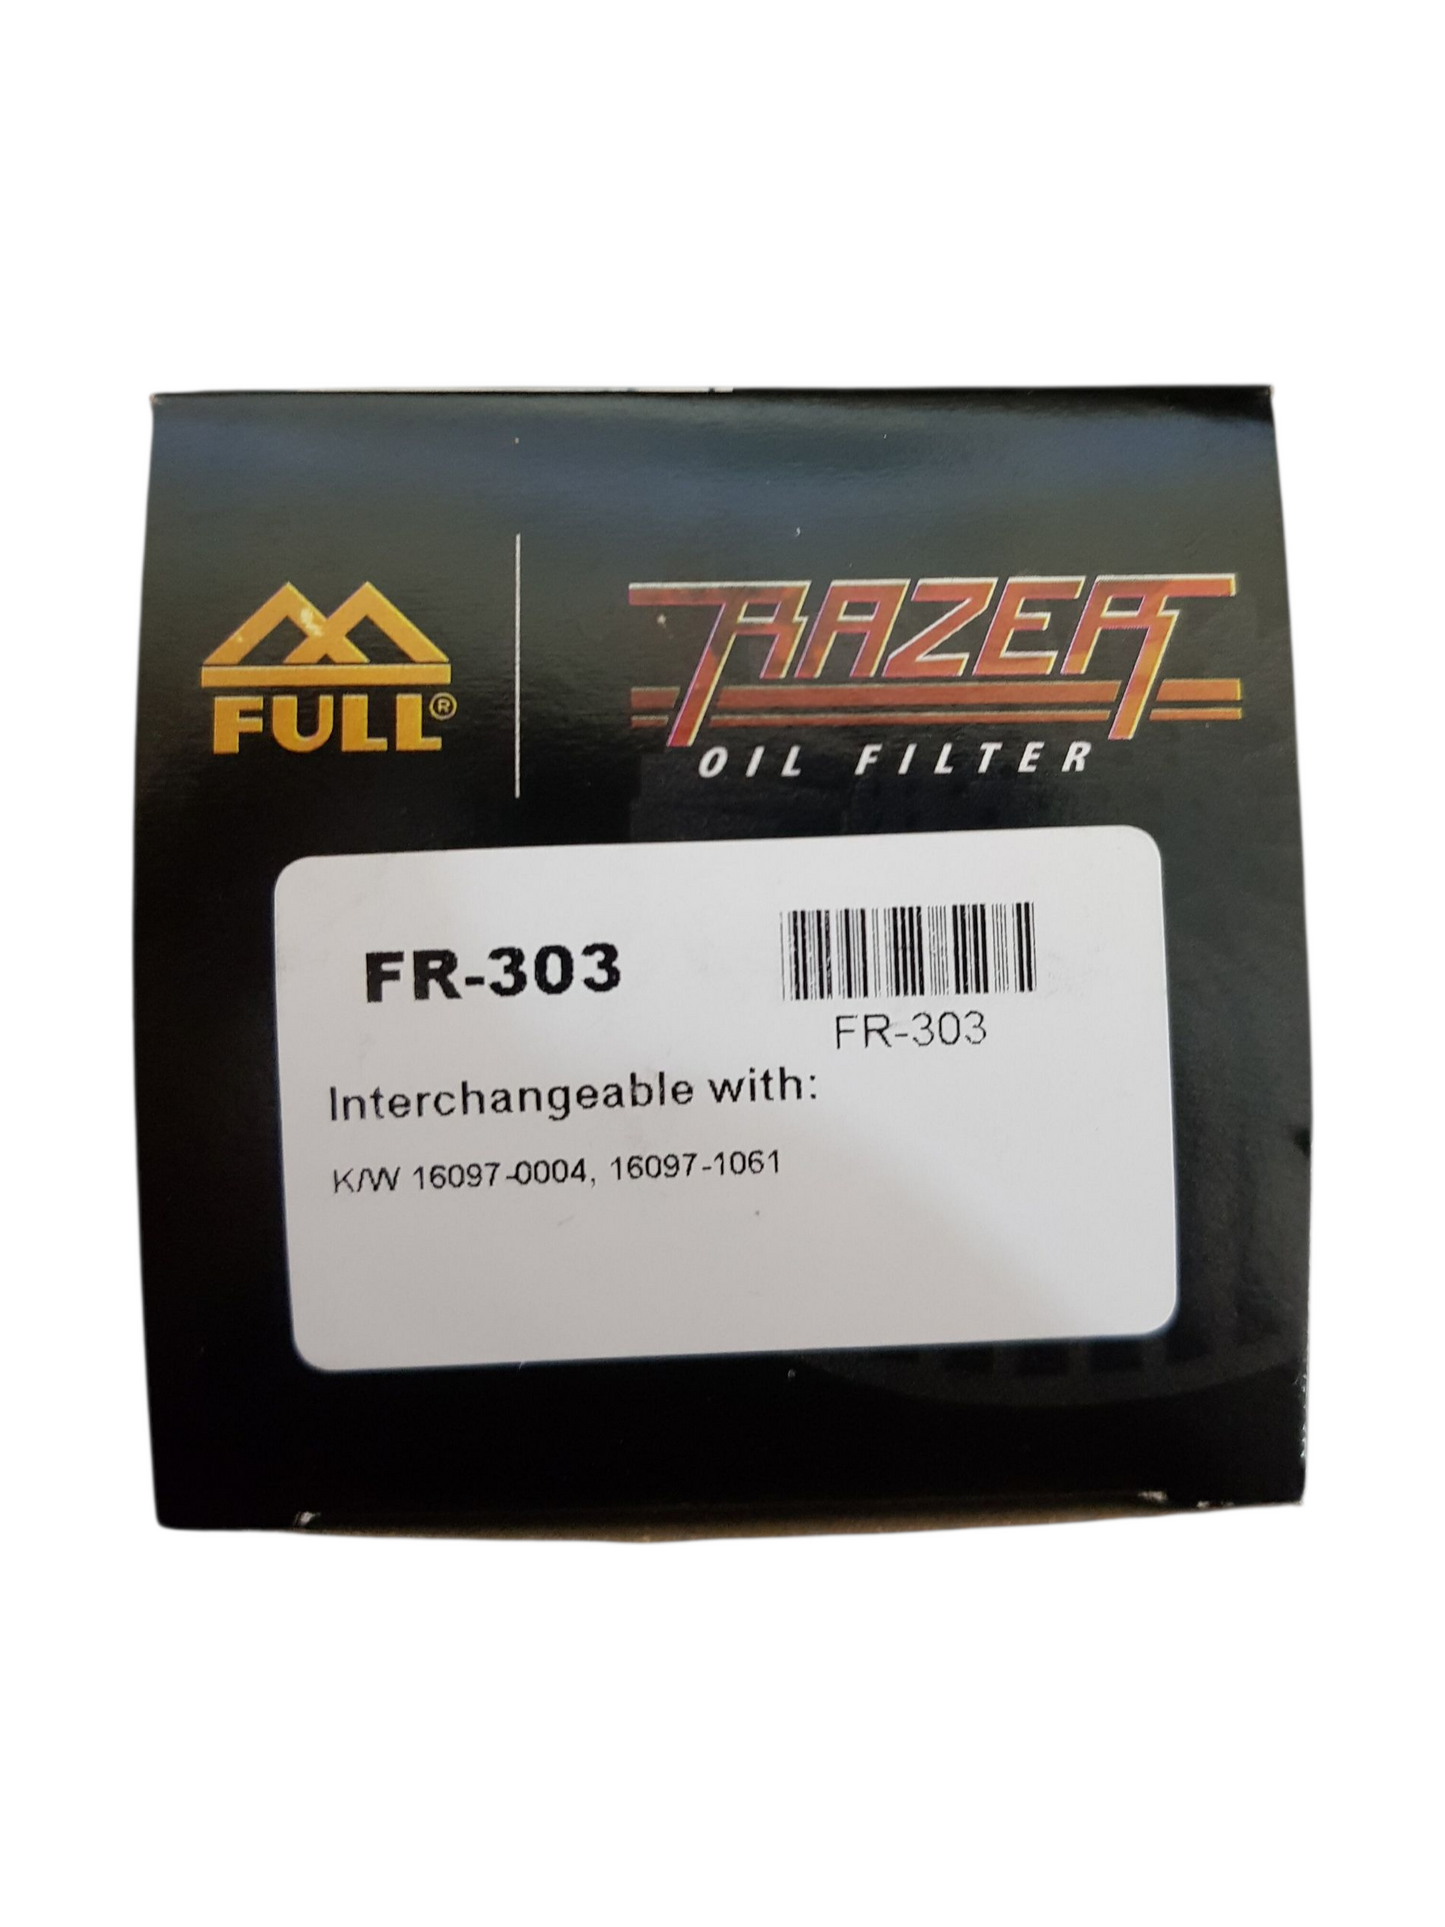 FULL®
RAZER
OIL FILTER
FR-303
FR-303
Interchangeable with:
K/W 16097-0004, 16097-1061